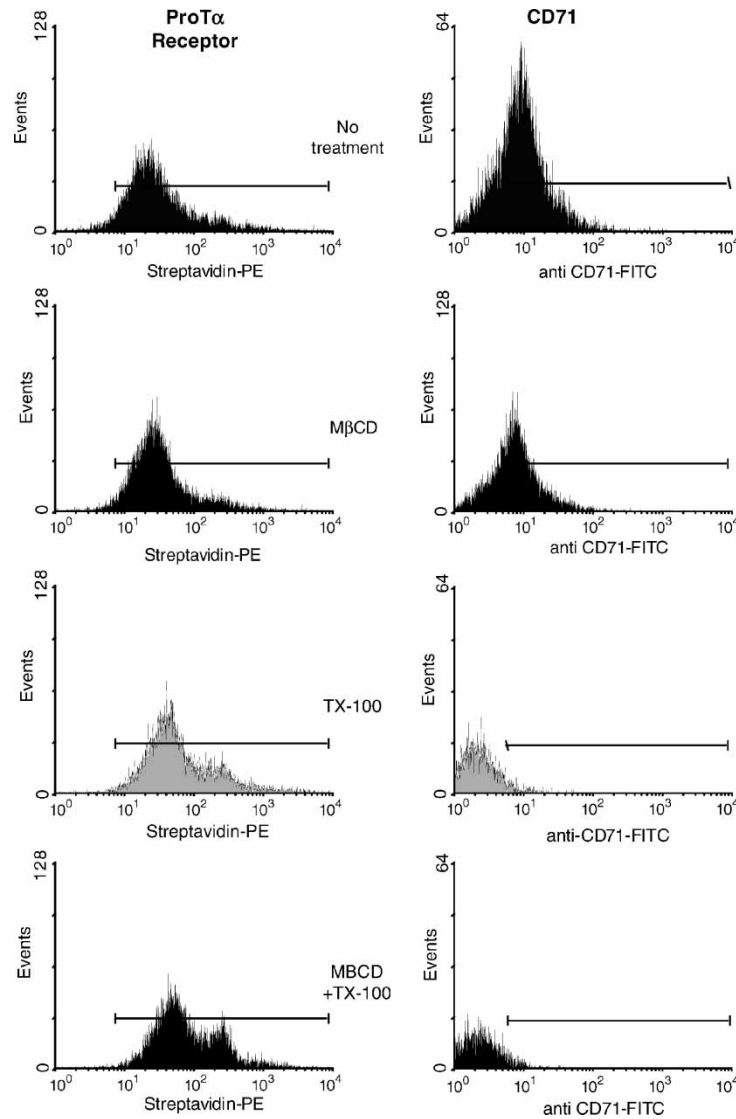 ProTα
Receptor
CD71
128
Events
0
No
treatment
10^0 10^1 10^2 10^3 10^4
Streptavidin-PE
64
Events
0
10^0 10^1 10^2 10^3 10^4
anti CD71-FITC
128
Events
0
MβCD
10^0 10^1 10^2 10^3 10^4
Streptavidin-PE
128
Events
0
10^0 10^1 10^2 10^3 10^4
anti CD71-FITC
128
Events
0
TX-100
10^0 10^1 10^2 10^3 10^4
Streptavidin-PE
64
Events
0
10^0 10^1 10^2 10^3 10^4
anti-CD71-FITC
128
Events
0
MBCD
+TX-100
10^0 10^1 10^2 10^3 10^4
Streptavidin-PE
64
Events
0
10^0 10^1 10^2 10^3 10^4
anti CD71-FITC